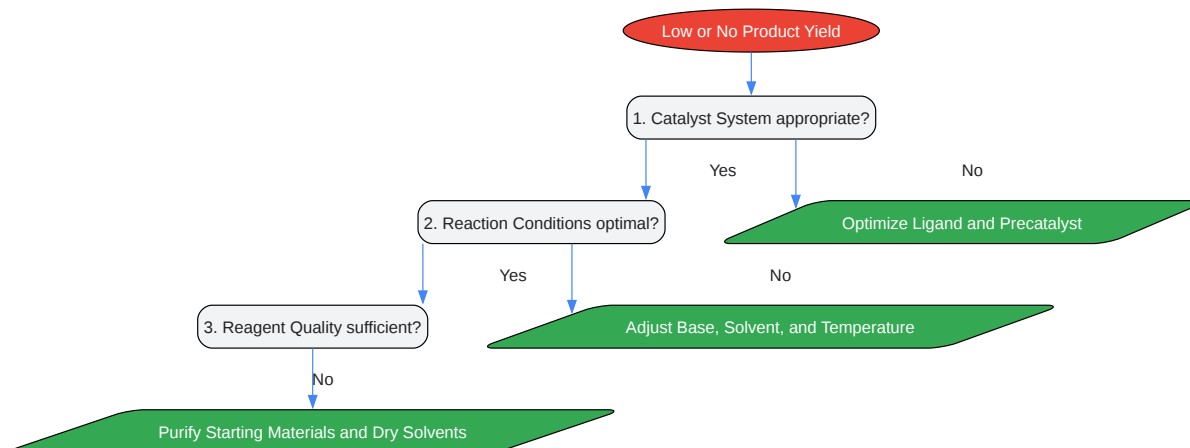 Low or No Product Yield
1. Catalyst System appropriate?
Yes
No
2. Reaction Conditions optimal?
Optimize Ligand and Precatalyst
Yes
No
3. Reagent Quality sufficient?
Adjust Base, Solvent, and Temperature
No
Purify Starting Materials and Dry Solvents